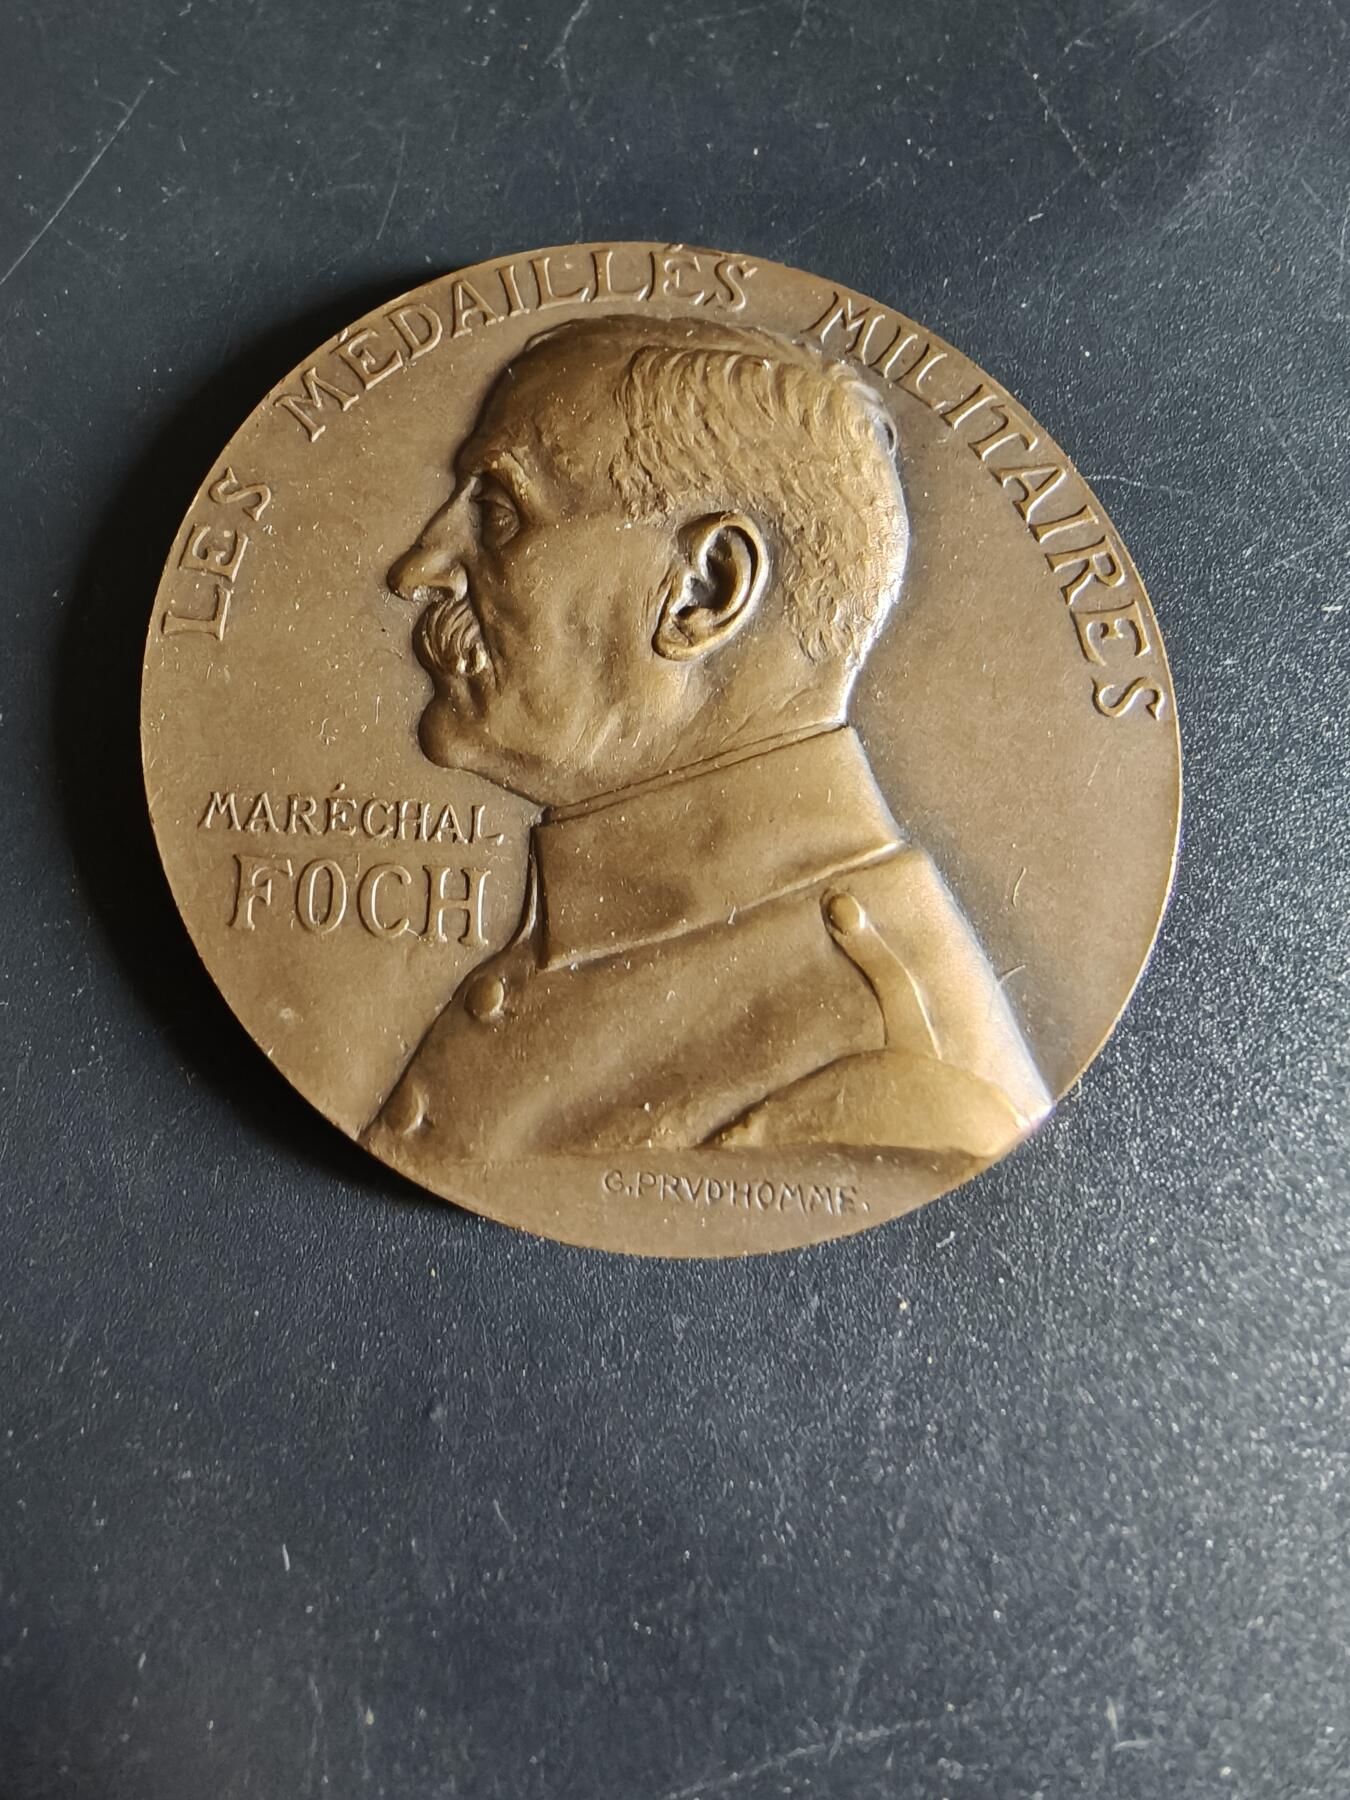 LES MÉDAILLÉS MILITAIRES
MARÉCHAL
FOCH
G.PRVD'HOMME.